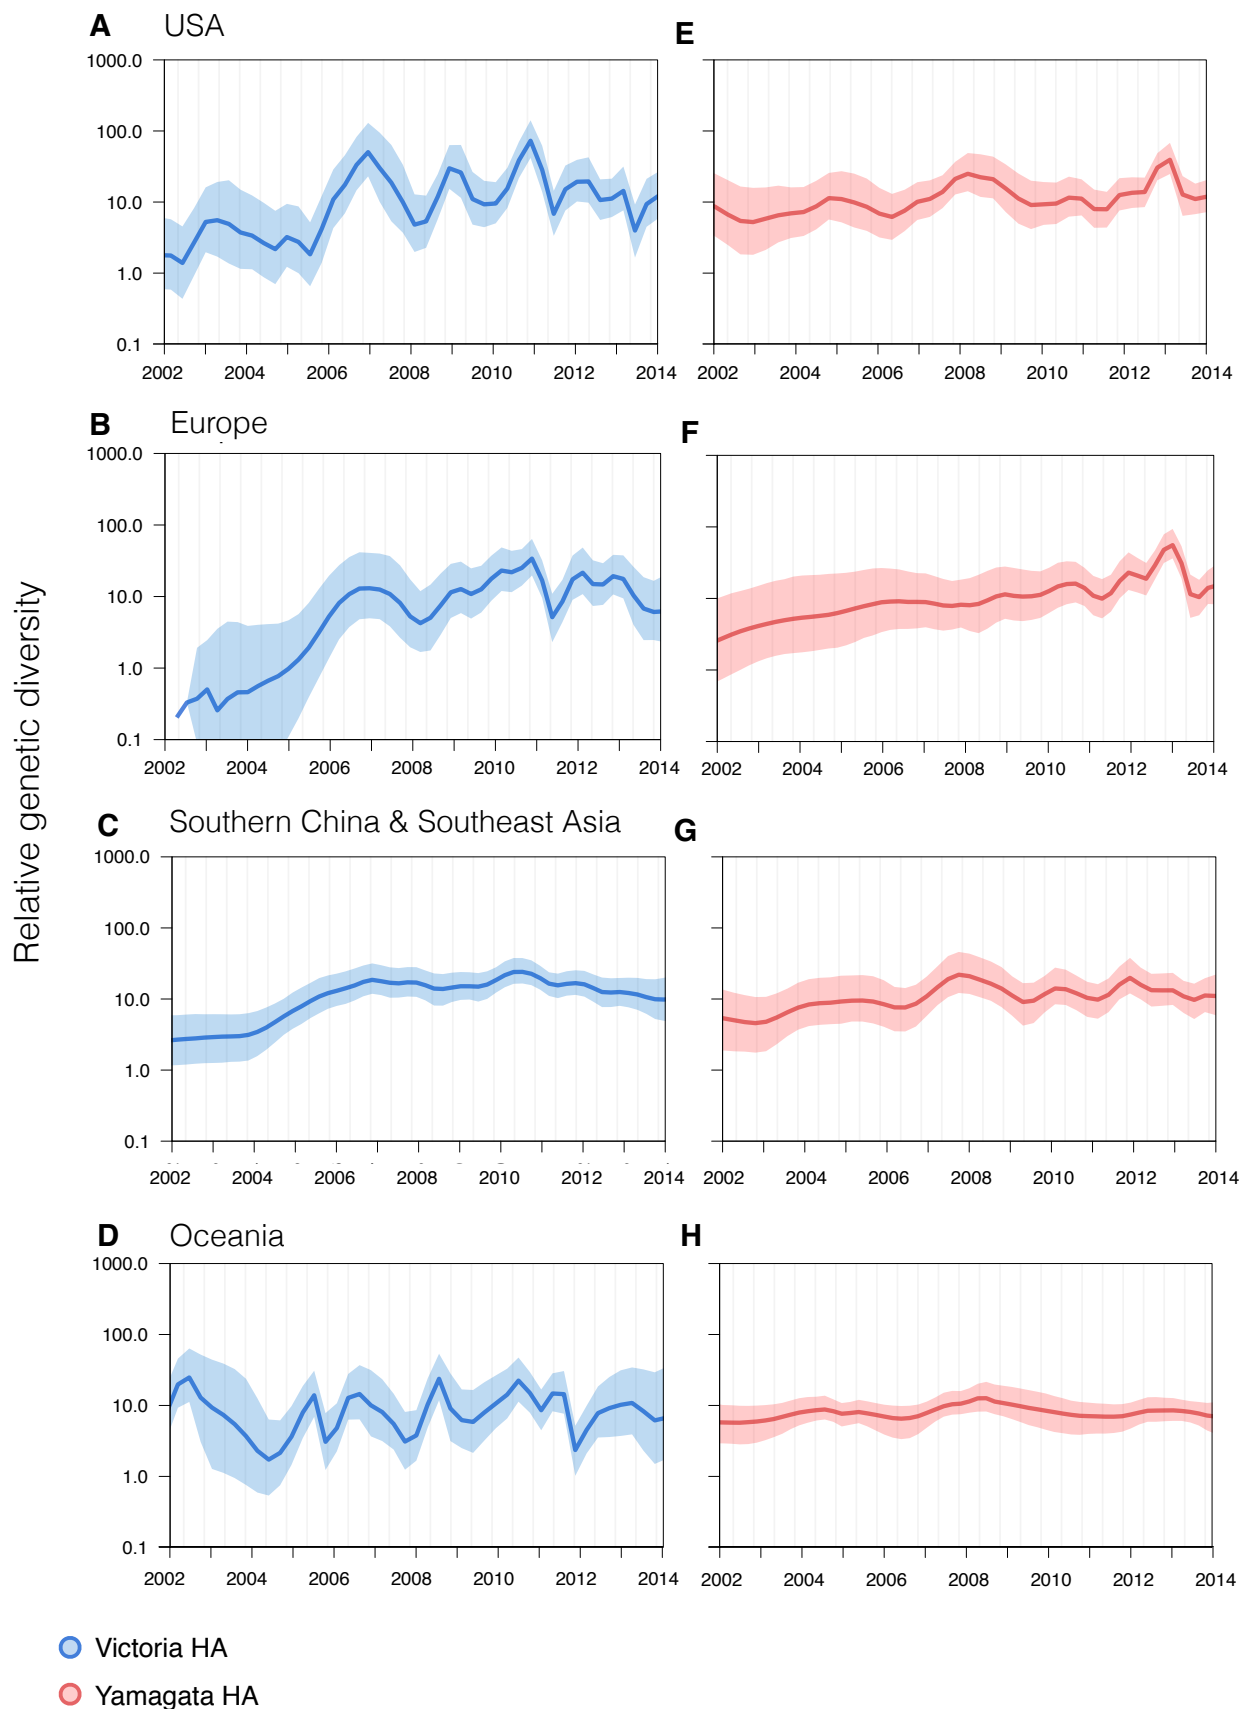 A USA E
1000.0
100.0
10.0
1.0
0.1
2002 2004 2006 2008 2010 2012 2014 2002 2004 2006 2008 2010 2012 2014
B Europe F
1000.0
100.0
10.0
1.0
0.1
2002 2004 2006 2008 2010 2012 2014 2002 2004 2006 2008 2010 2012 2014
Relative genetic diversity
C Southern China & Southeast Asia G
1000.0
100.0
10.0
1.0
0.1
2002 2004 2006 2008 2010 2012 2014 2002 2004 2006 2008 2010 2012 2014
D Oceania H
1000.0
100.0
10.0
1.0
0.1
2002 2004 2006 2008 2010 2012 2014 2002 2004 2006 2008 2010 2012 2014
Victoria HA
Yamagata HA